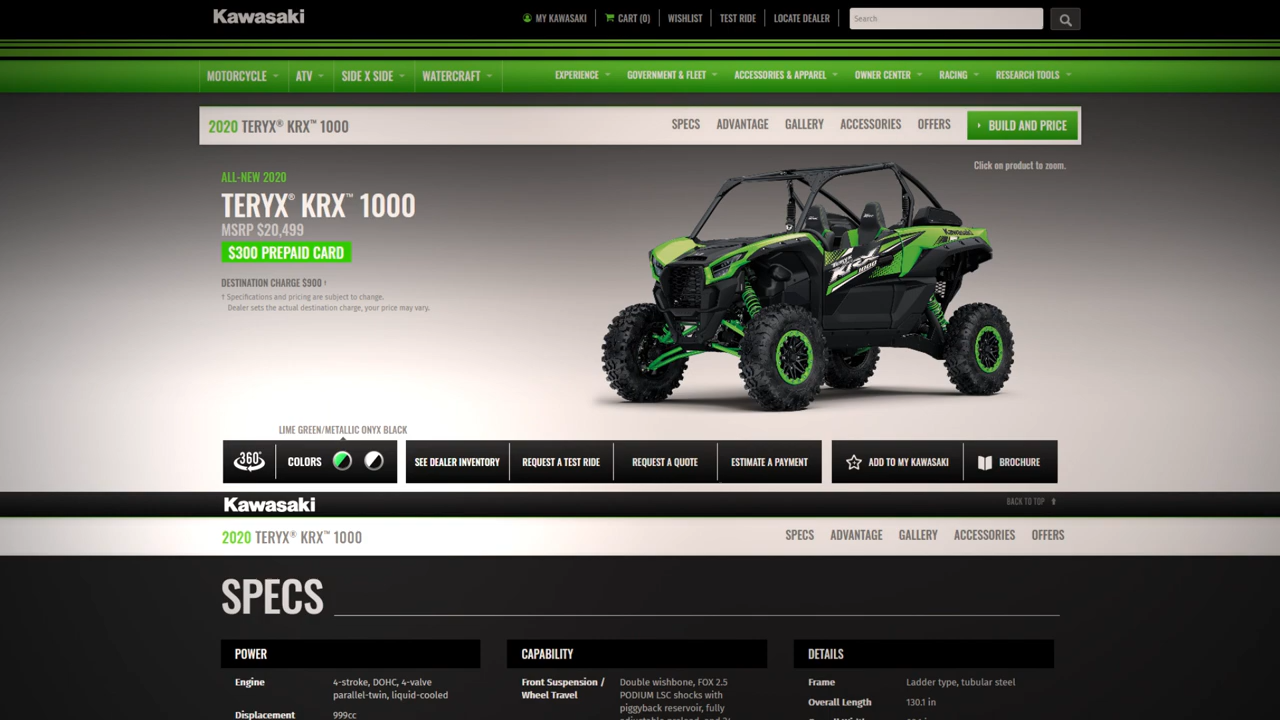 Kawasaki
MY KAWASAKI
CART (0)
WISHLIST
TEST RIDE
LOCATE DEALER
Search
MOTORCYCLE
ATV
SIDE X SIDE
WATERCRAFT
EXPERIENCE
GOVERNMENT & FLEET
ACCESSORIES & APPAREL
OWNER CENTER
RACING
RESEARCH TOOLS
2020 TERYX® KRX™ 1000
SPECS
ADVANTAGE
GALLERY
ACCESSORIES
OFFERS
BUILD AND PRICE
Click on product to zoom.
ALL-NEW 2020
TERYX® KRX™ 1000
MSRP $20,499
$300 PREPAID CARD
DESTINATION CHARGE $900 †
† Specifications and pricing are subject to change.
Dealer sets the actual destination charge, your price may vary.
Kawasaki
TERYX
KRX
1000
LIME GREEN/METALLIC ONYX BLACK
360°
COLORS
SEE DEALER INVENTORY
REQUEST A TEST RIDE
REQUEST A QUOTE
ESTIMATE A PAYMENT
ADD TO MY KAWASAKI
BROCHURE
Kawasaki
BACK TO TOP
2020 TERYX® KRX™ 1000
SPECS
ADVANTAGE
GALLERY
ACCESSORIES
OFFERS
SPECS
POWER
Engine
4-stroke, DOHC, 4-valve
parallel-twin, liquid-cooled
Displacement
999cc
CAPABILITY
Front Suspension /
Wheel Travel
Double wishbone, FOX 2.5
PODIUM LSC shocks with
piggyback reservoir, fully
DETAILS
Frame
Ladder type, tubular steel
Overall Length
130.1 in